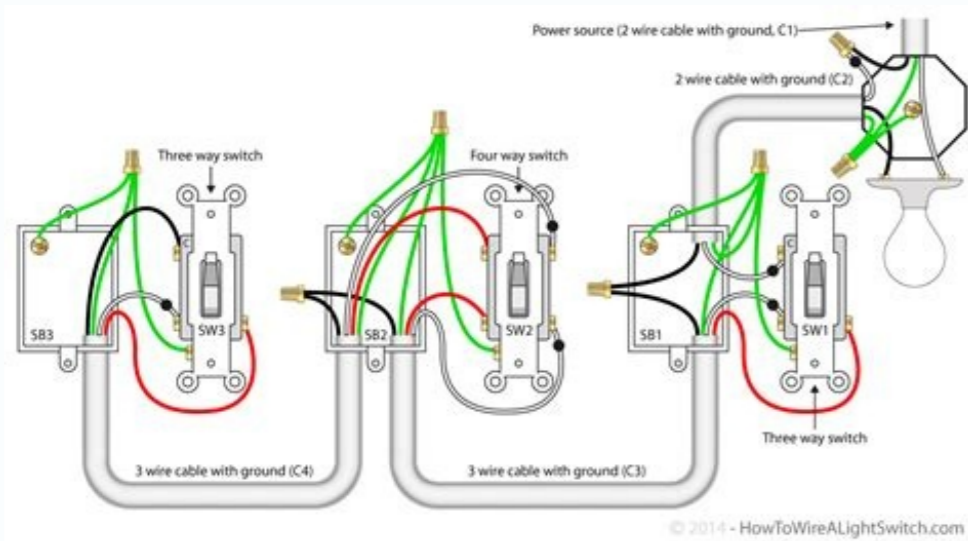 Power source (2 wire cable with ground, C1)
2 wire cable with ground (C2)
Three way switch
Four way switch
SB3
SW3
SB2
SW2
SB1
SW1
Three way switch
3 wire cable with ground (C4)
3 wire cable with ground (C3)
© 2014 - HowToWireALightSwitch.com